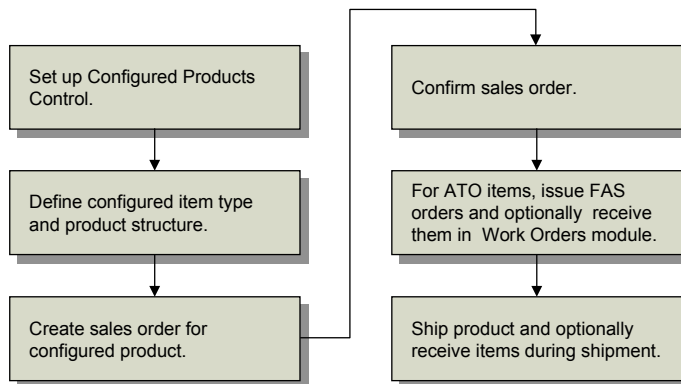 Set up Configured Products
Control.
Define configured item type
and product structure.
Create sales order for
configured product.
Confirm sales order.
For ATO items, issue FAS
orders and optionally receive
them in Work Orders module.
Ship product and optionally
receive items during shipment.